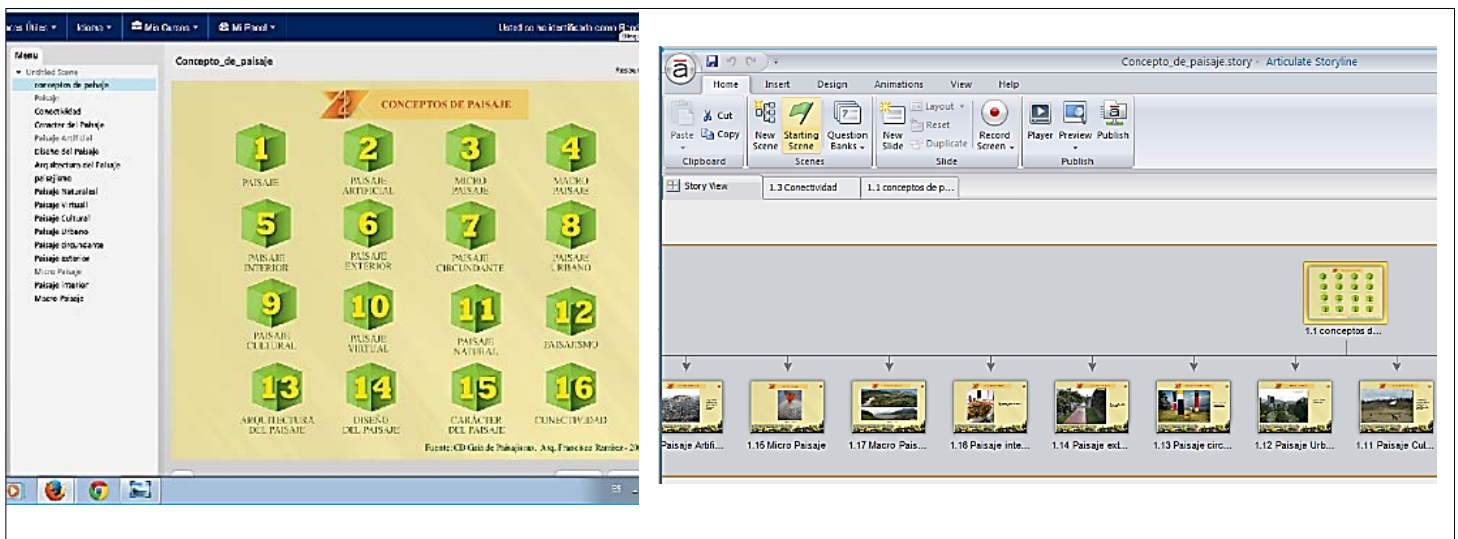 Idioma
Mis Cursos
Mi Panel
Usted se ha identificado como
Menu
Untitled Scene
conceptos de paisaje
Paisaje
Conectividad
Caracter del Paisaje
Paisaje Artificial
Diseño del Paisaje
Arquitectura del Paisaje
paisajismo
Paisaje Naturalesl
Paisaje Virtuall
Paisaje Cultural
Paisaje Urbano
Paisaje circundante
Paisaje exterior
Micro Paisaje
Paisaje interior
Macro Paisaje
Concepto_de_paisaje
CONCEPTOS DE PAISAJE
1
2
3
4
PAISAJE
PAISAJE
ARTIFICIAL
MICRO
PAISAJE
MACRO
PAISAJE
5
6
7
8
PAISAJE
INTERIOR
PAISAJE
EXTERIOR
PAISAJE
CIRCUNDANTE
PAISAJE
URBANO
9
10
11
12
PAISAJE
CULTURAL
PAISAJE
VIRTUAL
PAISAJE
NATURAL
PAISAJISMO
13
14
15
16
ARQUITECTURA
DEL PAISAJE
DISEÑO
DEL PAISAJE
CARÁCTER
DEL PAISAJE
CONECTIVIDAD
Fuente: CD Guía de Paisajismo. Arq. Francisco Ramírez - 20
ES
Concepto_de_paisaje.story - Articulate Storyline
Home Insert Design Animations View Help
Paste
Cut
Copy
Clipboard
New
Scene
Starting
Scene
Question
Banks
Scenes
New
Slide
Layout
Reset
Duplicate
Record
Screen
Slide
Player Preview Publish
Publish
Story View 1.3 Conectividad 1.1 conceptos de p...
1.1 conceptos d...
Paisaje Artifi... 1.15 Micro Paisaje 1.17 Macro Pais... 1.16 Paisaje inte... 1.14 Paisaje ext... 1.13 Paisaje circ... 1.12 Paisaje Urb... 1.11 Paisaje Cul...